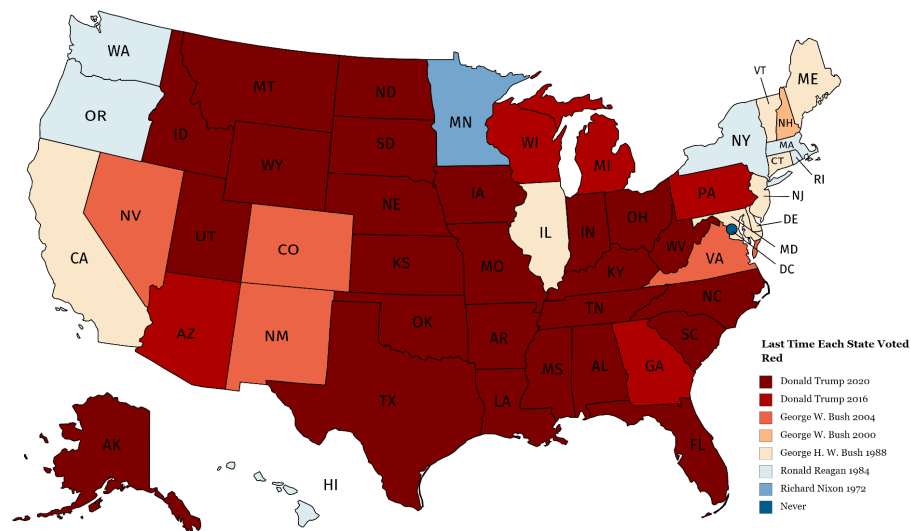 WA
OR
CA
NV
ID
MT
WY
UT
AZ
CO
NM
ND
SD
NE
KS
OK
TX
MN
IA
MO
AR
LA
WI
IL
MI
IN
OH
KY
TN
MS
AL
GA
FL
SC
NC
VA
WV
PA
NY
VT
NH
ME
MA
CT
RI
NJ
DE
MD
DC
AK
HI
Last Time Each State Voted
Red
Donald Trump 2020
Donald Trump 2016
George W. Bush 2004
George W. Bush 2000
George H. W. Bush 1988
Ronald Reagan 1984
Richard Nixon 1972
Never